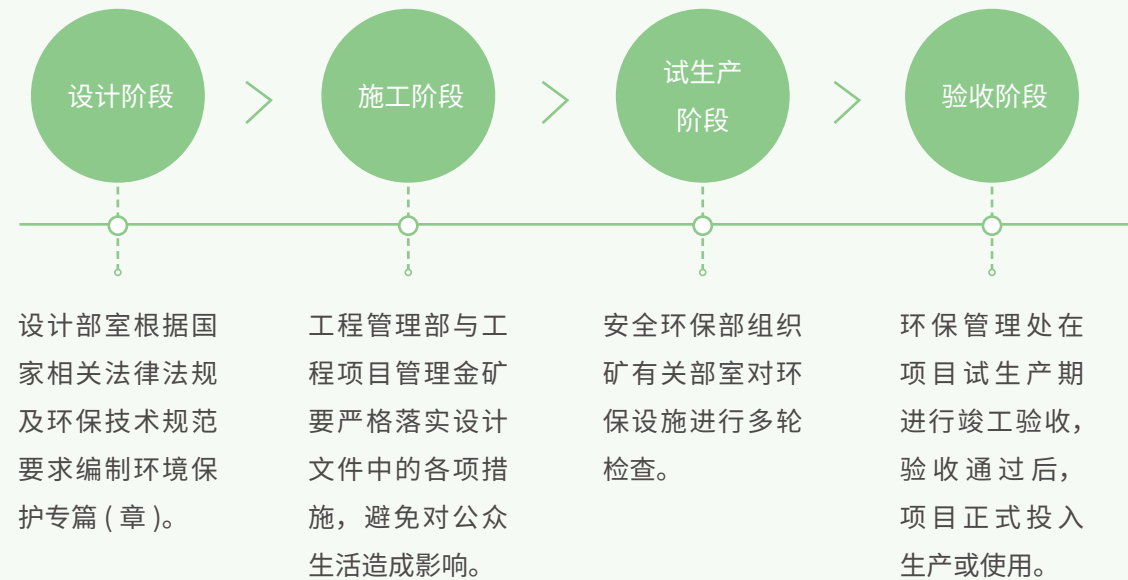 设计阶段
施工阶段
试生产
阶段
验收阶段
设计部室根据国
家相关法律法规
及环保技术规范
要求编制环境保
护专篇 ( 章 )。
工程管理部与工
程项目管理金矿
要严格落实设计
文件中的各项措
施，避免对公众
生活造成影响。
安全环保部组织
矿有关部室对环
保设施进行多轮
检查。
环保管理处在
项目试生产期
进行竣工验收，
验收通过后，
项目正式投入
生产或使用。